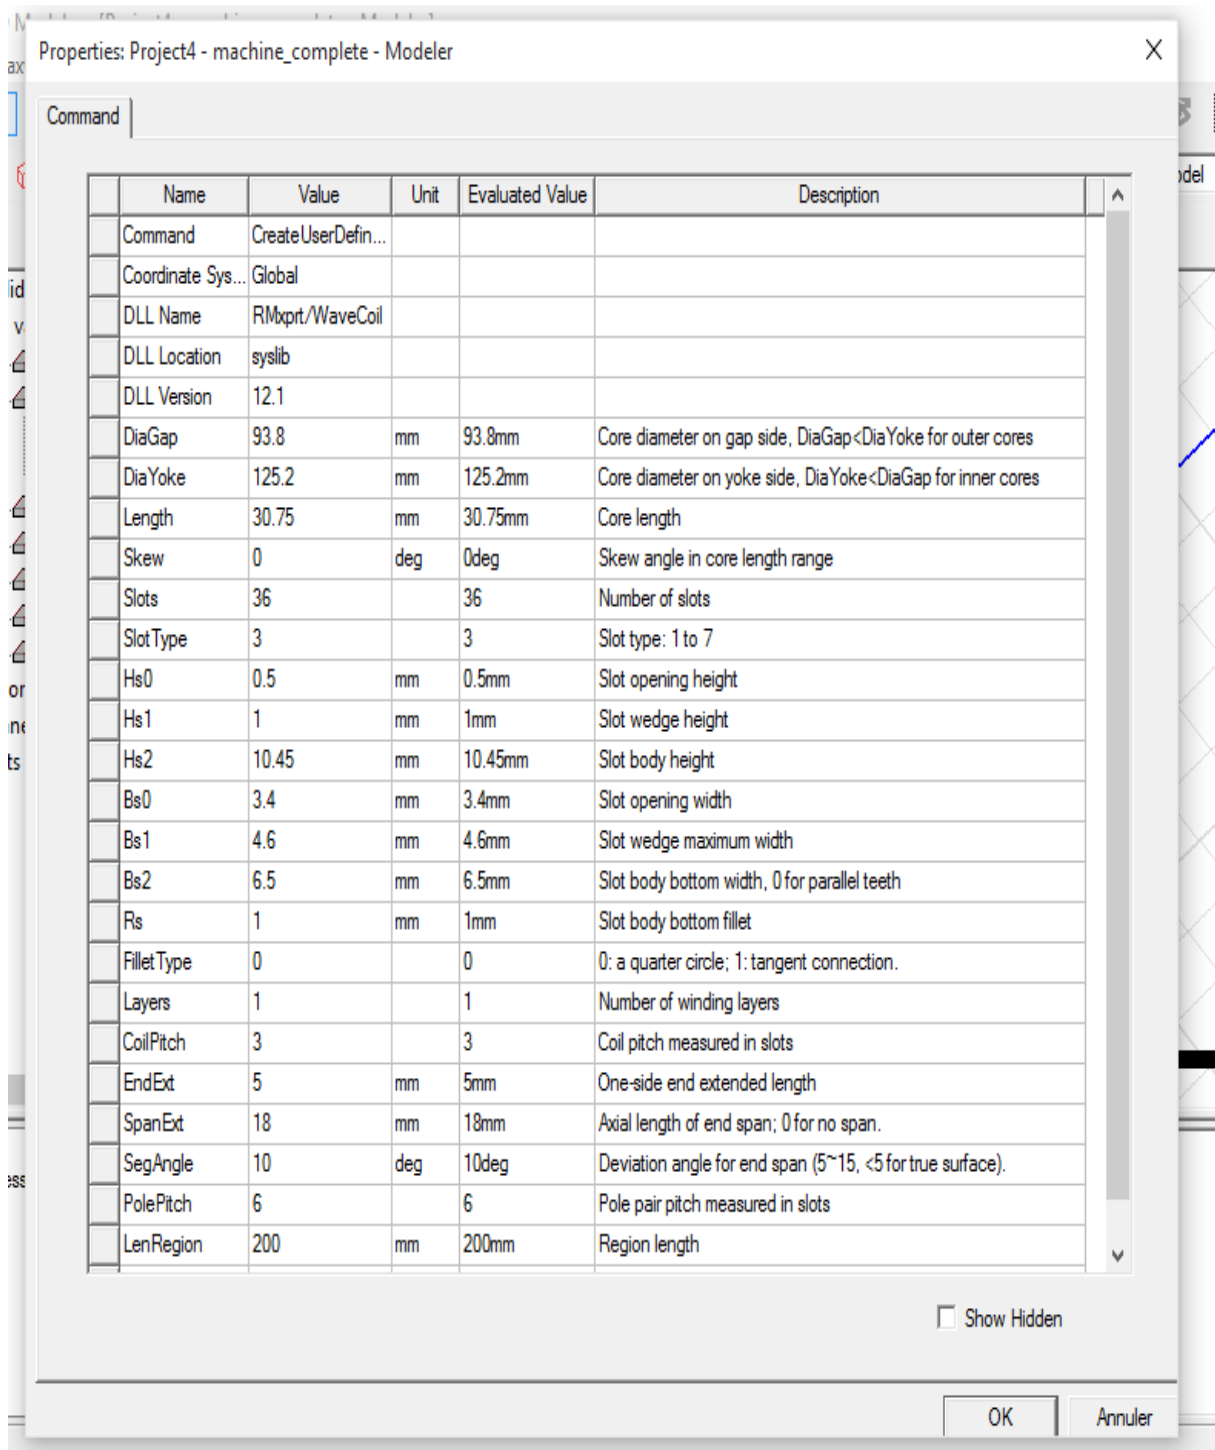 Properties: Project4 - machine_complete - Modeler
Command
Name Value Unit Evaluated Value Description
Command CreateUserDefin...
Coordinate Sys... Global
DLL Name RMxprt/WaveCoil
DLL Location syslib
DLL Version 12.1
DiaGap 93.8 mm 93.8mm Core diameter on gap side, DiaGap<DiaYoke for outer cores
DiaYoke 125.2 mm 125.2mm Core diameter on yoke side, DiaYoke<DiaGap for inner cores
Length 30.75 mm 30.75mm Core length
Skew 0 deg 0deg Skew angle in core length range
Slots 36 36 Number of slots
SlotType 3 3 Slot type: 1 to 7
Hs0 0.5 mm 0.5mm Slot opening height
Hs1 1 mm 1mm Slot wedge height
Hs2 10.45 mm 10.45mm Slot body height
Bs0 3.4 mm 3.4mm Slot opening width
Bs1 4.6 mm 4.6mm Slot wedge maximum width
Bs2 6.5 mm 6.5mm Slot body bottom width, 0 for parallel teeth
Rs 1 mm 1mm Slot body bottom fillet
FilletType 0 0 0: a quarter circle; 1: tangent connection.
Layers 1 1 Number of winding layers
CoilPitch 3 3 Coil pitch measured in slots
EndExt 5 mm 5mm One-side end extended length
SpanExt 18 mm 18mm Axial length of end span; 0 for no span.
SegAngle 10 deg 10deg Deviation angle for end span (5~15, <5 for true surface).
PolePitch 6 6 Pole pair pitch measured in slots
LenRegion 200 mm 200mm Region length
Show Hidden
OK Annuler